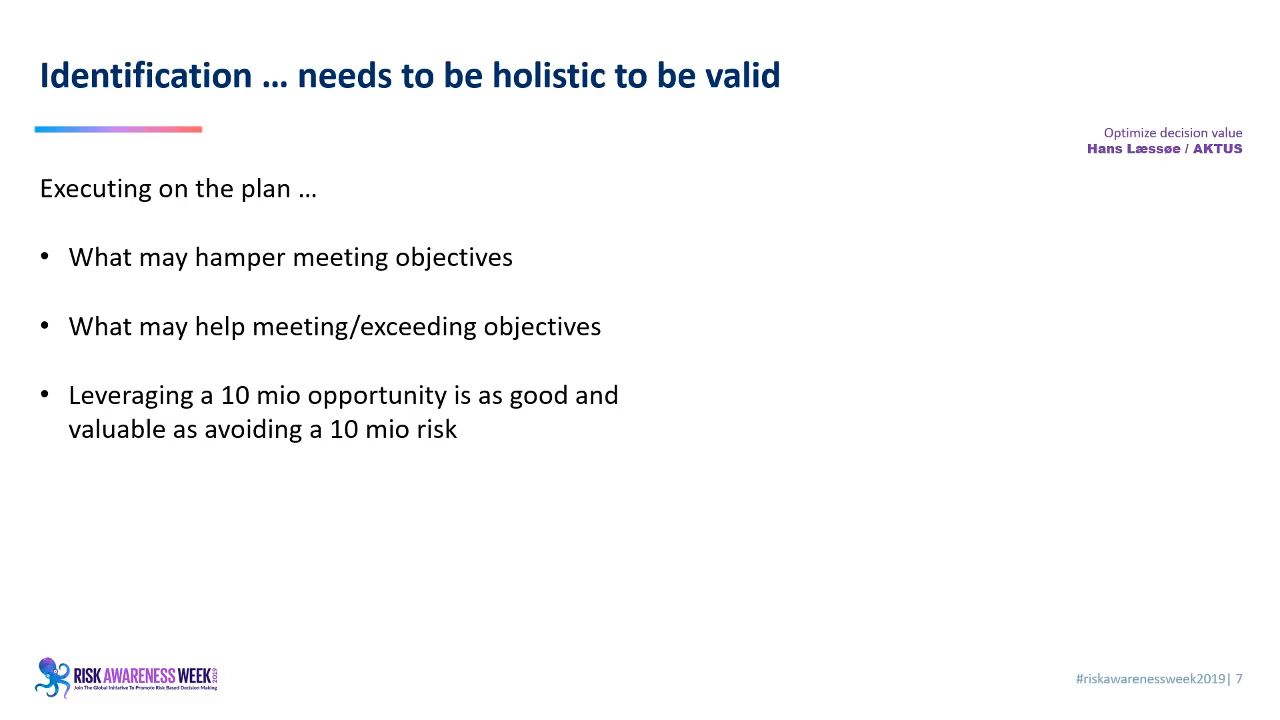 Identification ... needs to be holistic to be valid
Optimize decision value
Hans Læssøe / AKTUS
Executing on the plan ...
• What may hamper meeting objectives
• What may help meeting/exceeding objectives
• Leveraging a 10 mio opportunity is as good and
valuable as avoiding a 10 mio risk
RISK AWARENESS WEEK 2019
Join The Global Initiative To Promote Risk Based Decision Making
#riskawarenessweek2019| 7